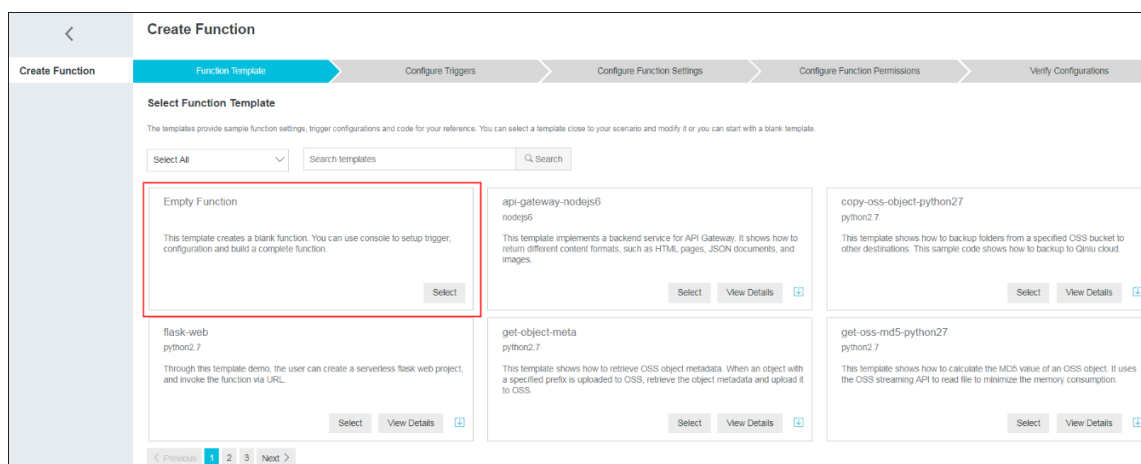 Create Function
Create Function
Function Template
Configure Triggers
Configure Function Settings
Configure Function Permissions
Verify Configurations
Select Function Template
The templates provide sample function settings, trigger configurations and code for your reference. You can select a template close to your scenario and modify it or you can start with a blank template.
Select All
Search templates
Search
Empty Function
This template creates a blank function. You can use console to setup trigger,
configuration and build a complete function.
Select
api-gateway-nodejs6
nodejs6
This template implements a backend service for API Gateway. It shows how to
return different content formats, such as HTML pages, JSON documents, and
images.
Select View Details
copy-oss-object-python27
python2.7
This template shows how to backup folders from a specified OSS bucket to
other destinations. This sample code shows how to backup to Qiniu cloud.
Select View Details
flask-web
python2.7
Through this template demo, the user can create a serverless flask web project,
and invoke the function via URL.
Select View Details
get-object-meta
python2.7
This template shows how to retrieve OSS object metadata. When an object with
a specified prefix is uploaded to OSS, retrieve the object metadata and upload it
to OSS.
Select View Details
get-oss-md5-python27
python2.7
This template shows how to calculate the MD5 value of an OSS object. It uses
the OSS streaming API to read file to minimize the memory consumption.
Select View Details
< Previous 1 2 3 Next >